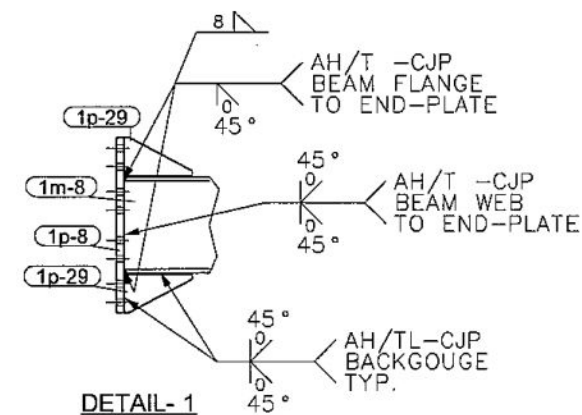 8
AH/T -CJP
BEAM FLANGE
TO END-PLATE
0
45°
1p-29
1m-8
45°
0
0
45°
AH/T -CJP
BEAM WEB
TO END-PLATE
1p-8
1p-29
45°
0
0
45°
AH/TL-CJP
BACKGOUGE
TYP.
DETAIL- 1